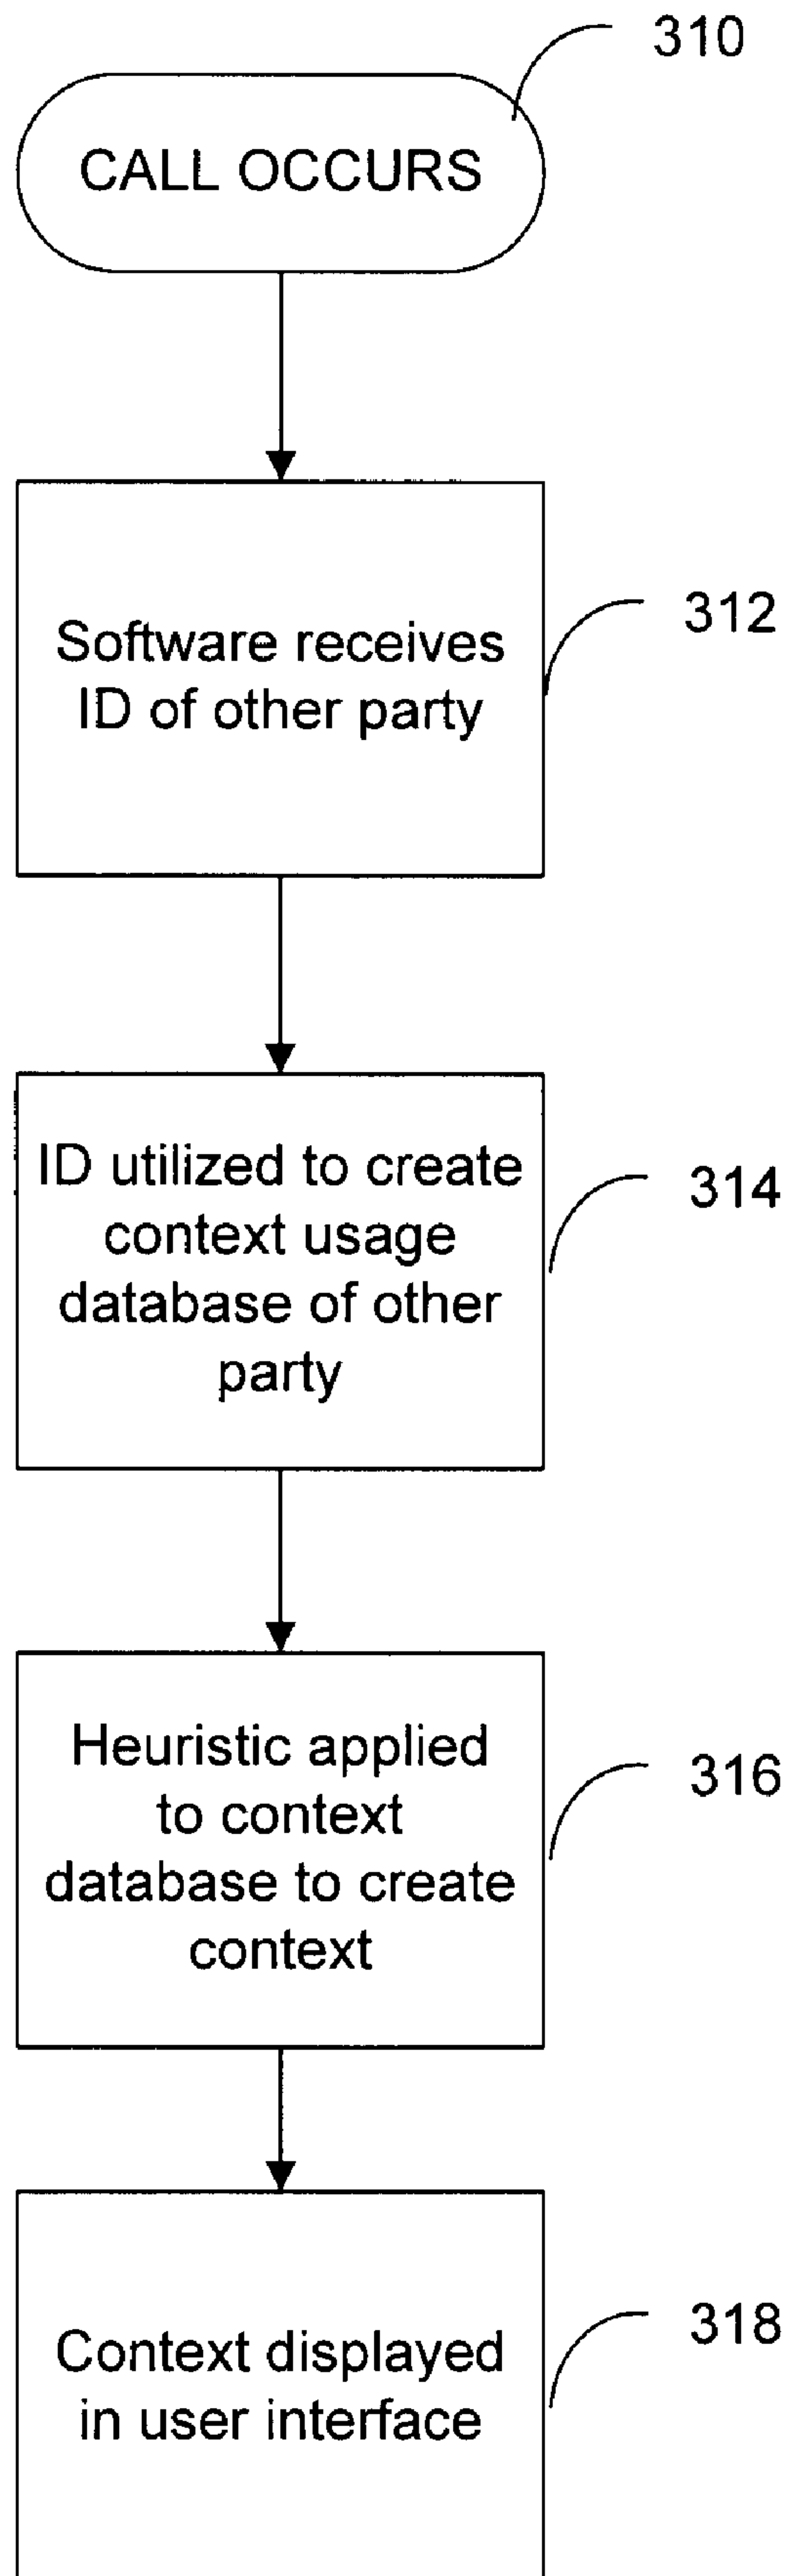 310
CALL OCCURS
312
Software receives
ID of other party
314
ID utilized to create
context usage
database of other
party
316
Heuristic applied
to context
database to create
context
318
Context displayed
in user interface